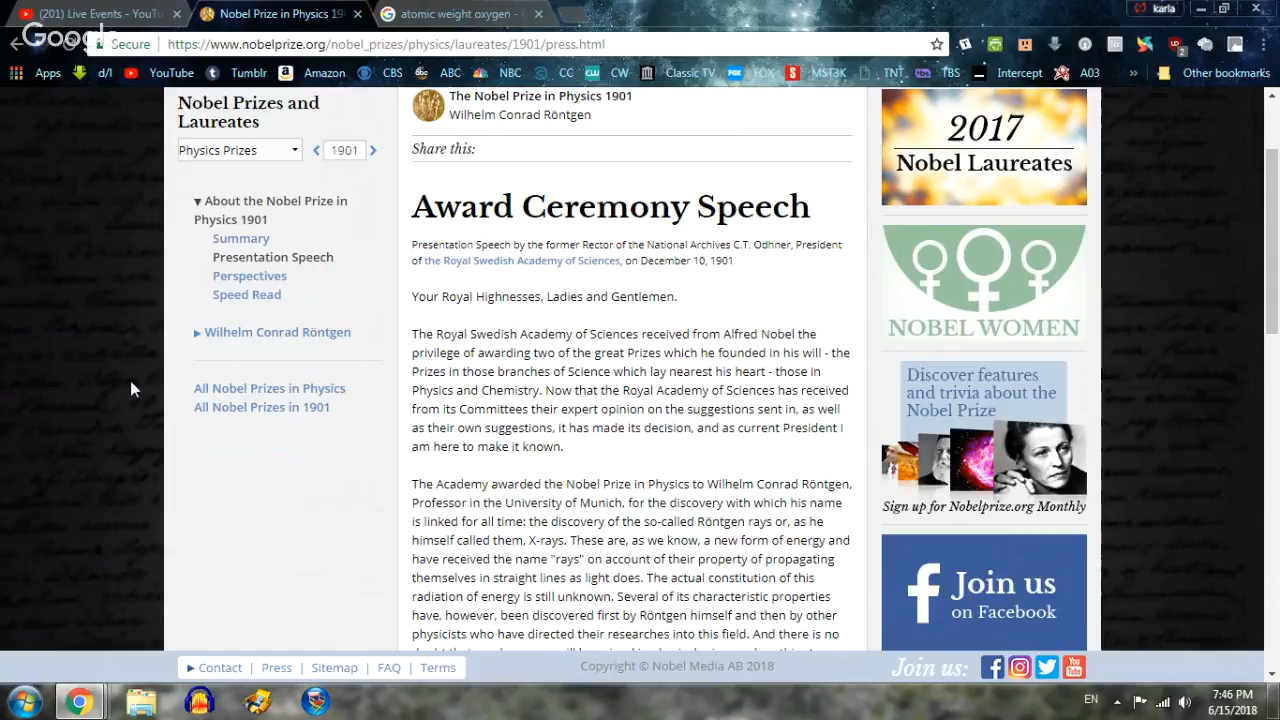 (201) Live Events - YouTu
Nobel Prize in Physics 19
atomic weight oxygen - G
karla
Google
Secure
https://www.nobelprize.org/nobel_prizes/physics/laureates/1901/press.html
Apps
d/l
YouTube
Tumblr
Amazon
CBS
ABC
NBC
CC
CW
Classic TV
FOX
MST3K
TNT
TBS
Intercept
A03
»
Other bookmarks
Nobel Prizes and
Laureates
Physics Prizes
1901
▼ About the Nobel Prize in
Physics 1901
Summary
Presentation Speech
Perspectives
Speed Read
▶ Wilhelm Conrad Röntgen
All Nobel Prizes in Physics
All Nobel Prizes in 1901
The Nobel Prize in Physics 1901
Wilhelm Conrad Röntgen
Share this:
Award Ceremony Speech
Presentation Speech by the former Rector of the National Archives C.T. Odhner, President
of the Royal Swedish Academy of Sciences, on December 10, 1901
Your Royal Highnesses, Ladies and Gentlemen.
The Royal Swedish Academy of Sciences received from Alfred Nobel the
privilege of awarding two of the great Prizes which he founded in his will - the
Prizes in those branches of Science which lay nearest his heart - those in
Physics and Chemistry. Now that the Royal Academy of Sciences has received
from its Committees their expert opinion on the suggestions sent in, as well
as their own suggestions, it has made its decision, and as current President I
am here to make it known.
The Academy awarded the Nobel Prize in Physics to Wilhelm Conrad Röntgen,
Professor in the University of Munich, for the discovery with which his name
is linked for all time: the discovery of the so-called Röntgen rays or, as he
himself called them, X-rays. These are, as we know, a new form of energy and
have received the name "rays" on account of their property of propagating
themselves in straight lines as light does. The actual constitution of this
radiation of energy is still unknown. Several of its characteristic properties
have, however, been discovered first by Röntgen himself and then by other
physicists who have directed their researches into this field. And there is no
2017
Nobel Laureates
NOBEL WOMEN
Discover features
and trivia about the
Nobel Prize
Sign up for Nobelprize.org Monthly
Join us
on Facebook
▶ Contact | Press | Sitemap | FAQ | Terms
Copyright © Nobel Media AB 2018
Join us:
You
Tube
EN
7:46 PM
6/15/2018